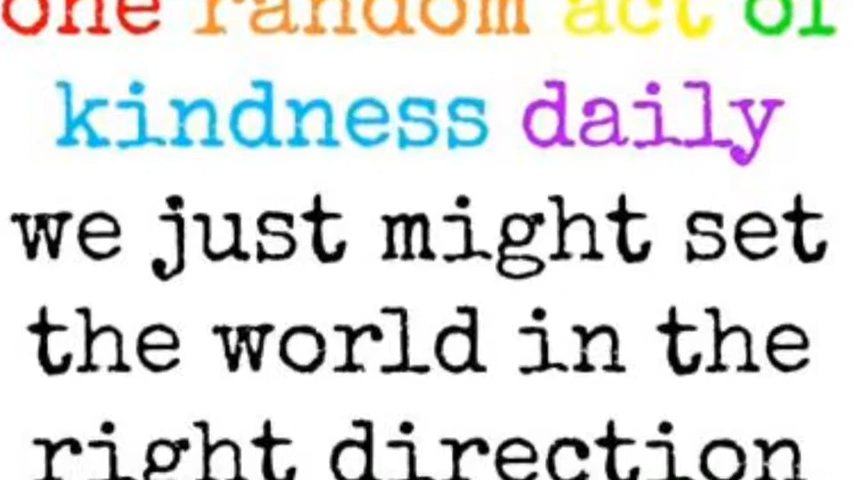 one random act of
kindness daily
we just might set
the world in the
right direction